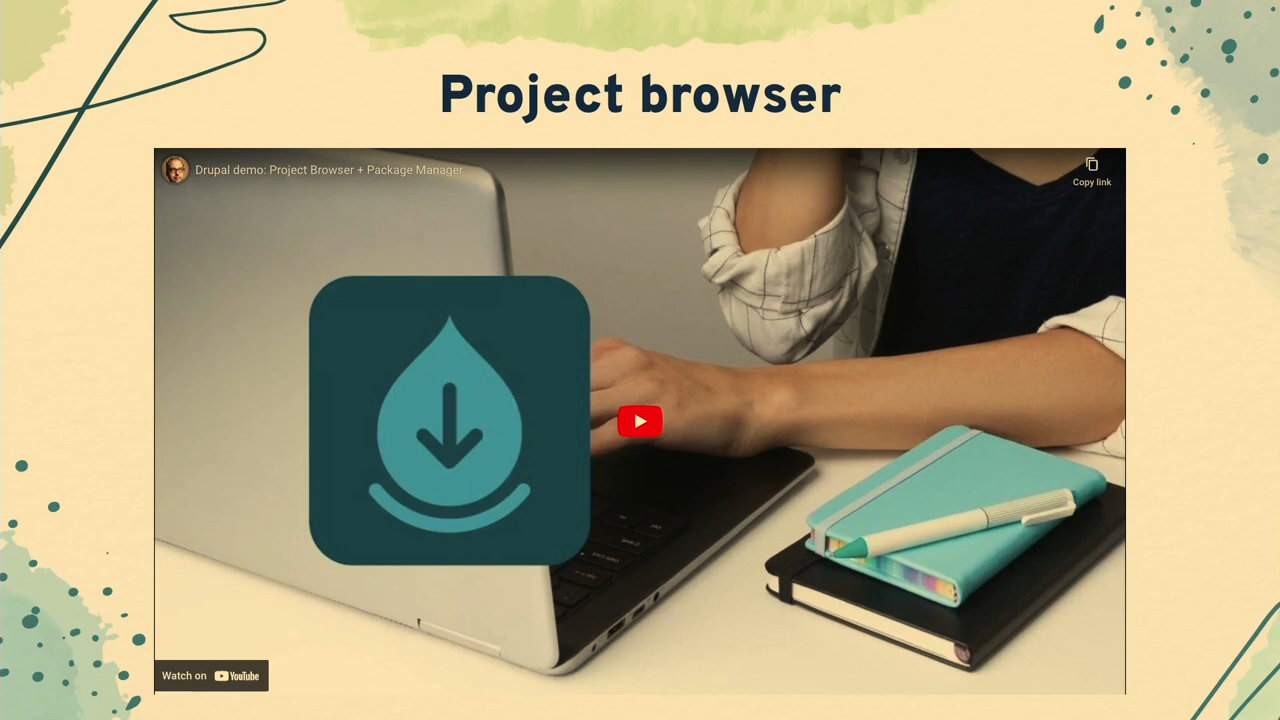 Project browser
Drupal demo: Project Browser + Package Manager
Copy link
Watch on YouTube